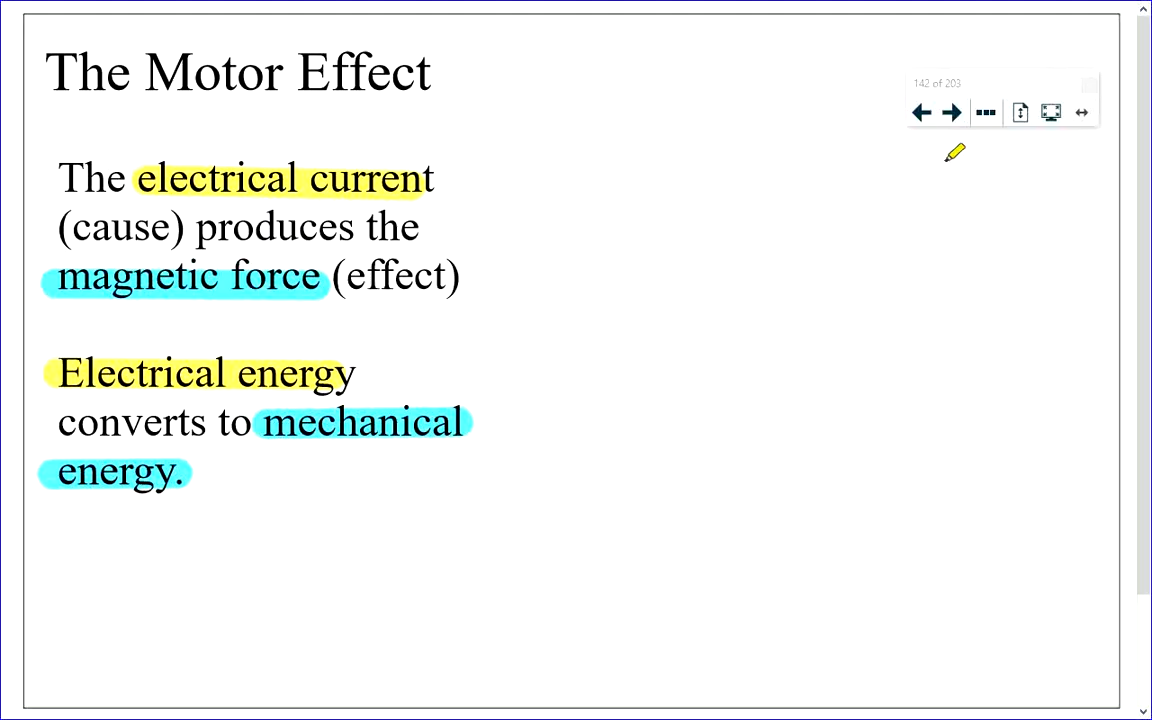 The Motor Effect
142 of 203
The electrical current
(cause) produces the
magnetic force (effect)
Electrical energy
converts to mechanical
energy.